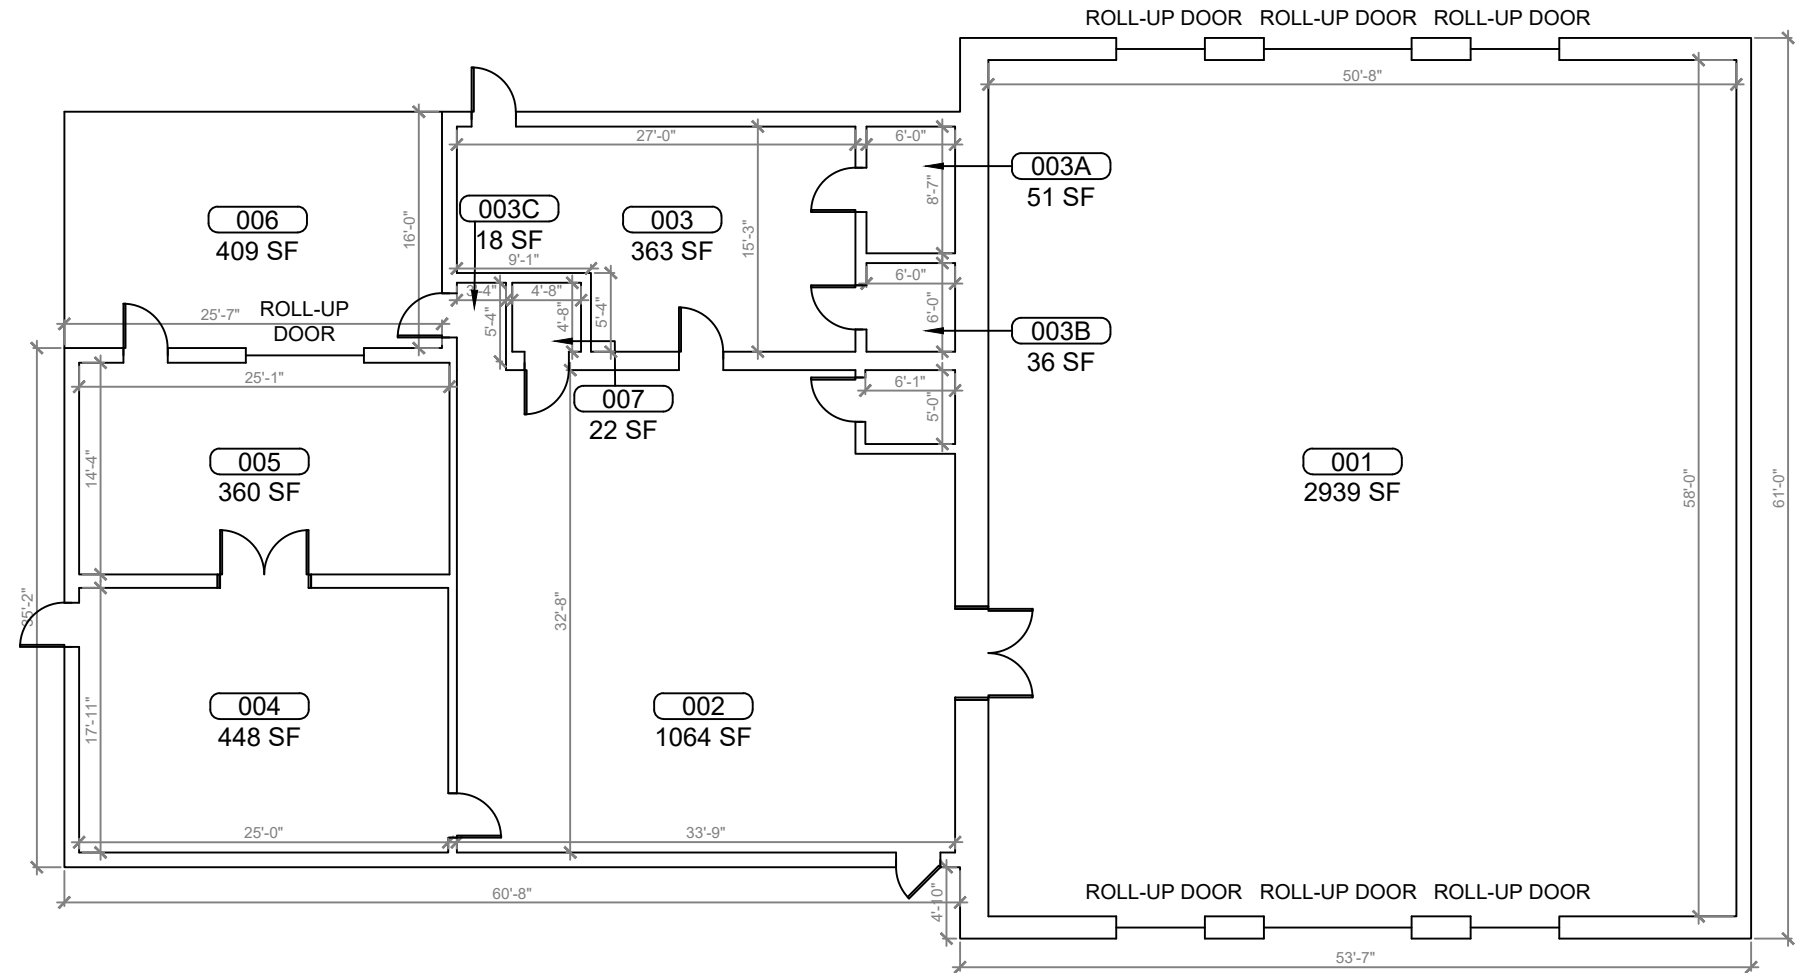 ROLL-UP DOOR ROLL-UP DOOR ROLL-UP DOOR
50'-8"
27'-0"
6'-0"
003A
51 SF
8'-7"
003C
18 SF
006
409 SF
003
363 SF
16'-0"
15'-3"
9'-1"
6'-0"
3'-4"
4'-8"
5'-4"
4'-8"
5'-4"
6'-0"
25'-7"
ROLL-UP
DOOR
003B
36 SF
25'-1"
6'-1"
5'-0"
007
22 SF
005
360 SF
14'-4"
001
2939 SF
58'-0"
61'-0"
35'-2"
32'-8"
004
448 SF
17'-11"
002
1064 SF
25'-0"
33'-9"
60'-8"
4'-10"
ROLL-UP DOOR ROLL-UP DOOR ROLL-UP DOOR
53'-7"